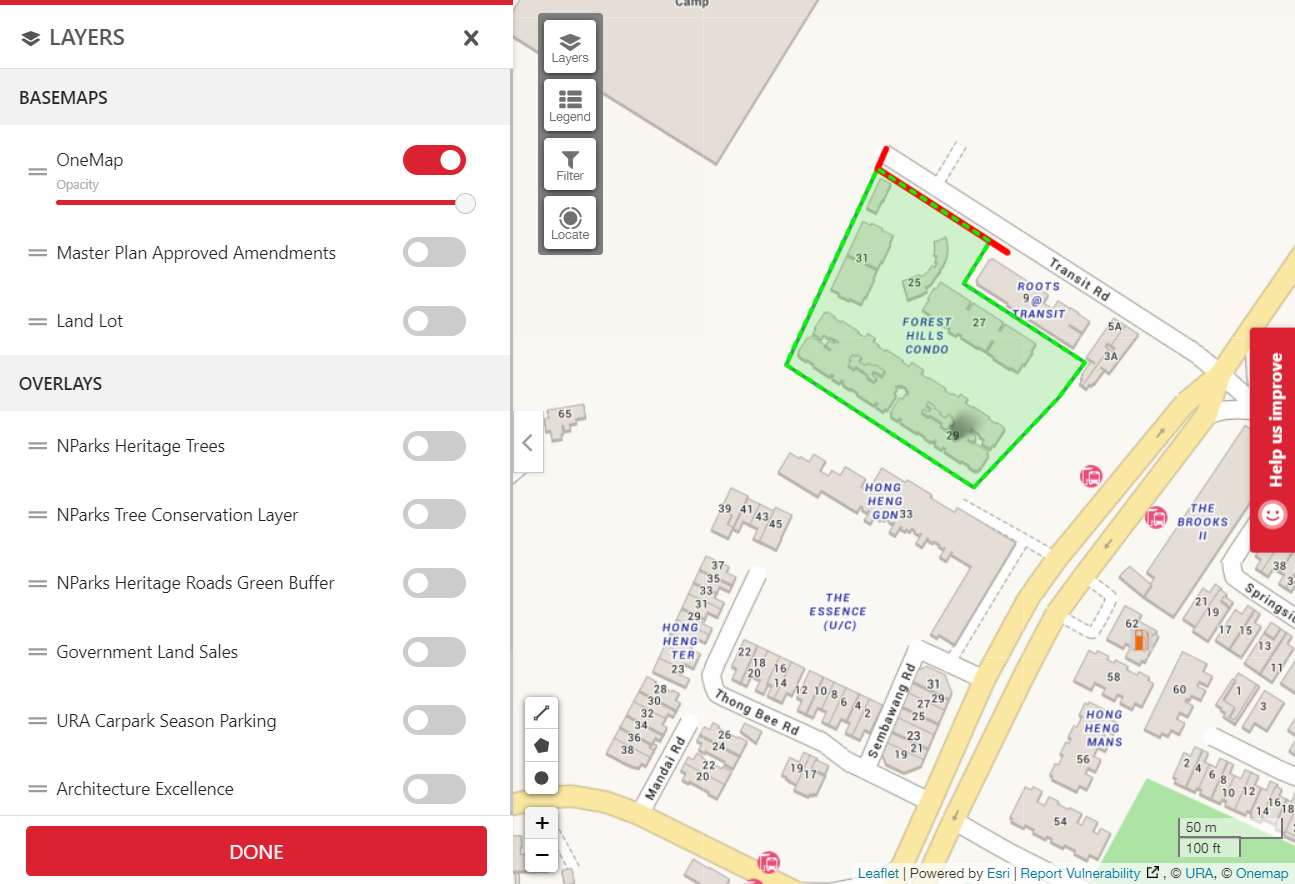 LAYERS
BASEMAPS
OneMap
Opacity
Master Plan Approved Amendments
Land Lot
OVERLAYS
NParks Heritage Trees
NParks Tree Conservation Layer
NParks Heritage Roads Green Buffer
Government Land Sales
URA Carpark Season Parking
Architecture Excellence
DONE
Layers
Legend
Filter
Locate
Camp
Transit Rd
31
25
27
FOREST
HILLS
CONDO
29
ROOTS
9@
TRANSIT
5A
3A
65
HONG
HENG
GDN33
39
41
43
45
37
35
33
31
29
HONG
HENG
TER
23
THE
ESSENCE
(U/C)
THE
BROOKS
II
38
Springsi
22
18
20
16
14
12
10
8
6
4
2
28
30
32
34
36
38
Thong Bee Rd
Sembawang Rd
Mandai Rd
26
24
22
20
19
17
31
29
27
25
23
21
19
62
58
60
HONG
HENG
MANS
56
54
21
19
17
15
13
11
1
3
2
4
6
8
10
12
14
16
18
Help us improve
+
−
50 m
100 ft
Leaflet | Powered by Esri | Report Vulnerability , © URA, © Onemap